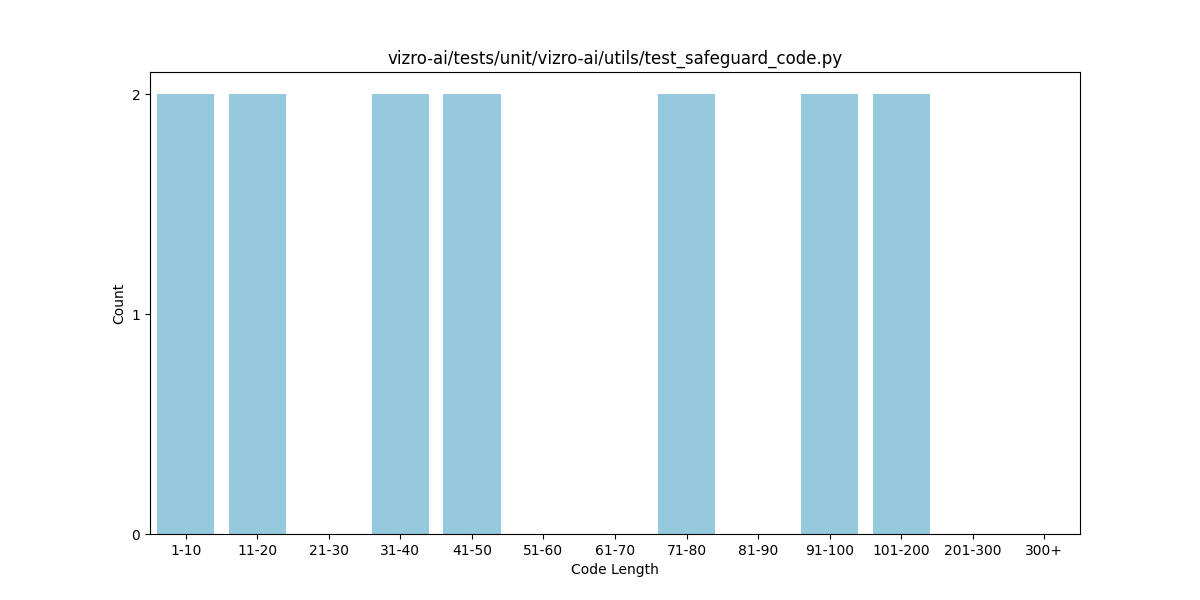 vizro-ai/tests/unit/vizro-ai/utils/test_safeguard_code.py
Count
2
1
0
1-10 11-20 21-30 31-40 41-50 51-60 61-70 71-80 81-90 91-100 101-200 201-300 300+
Code Length